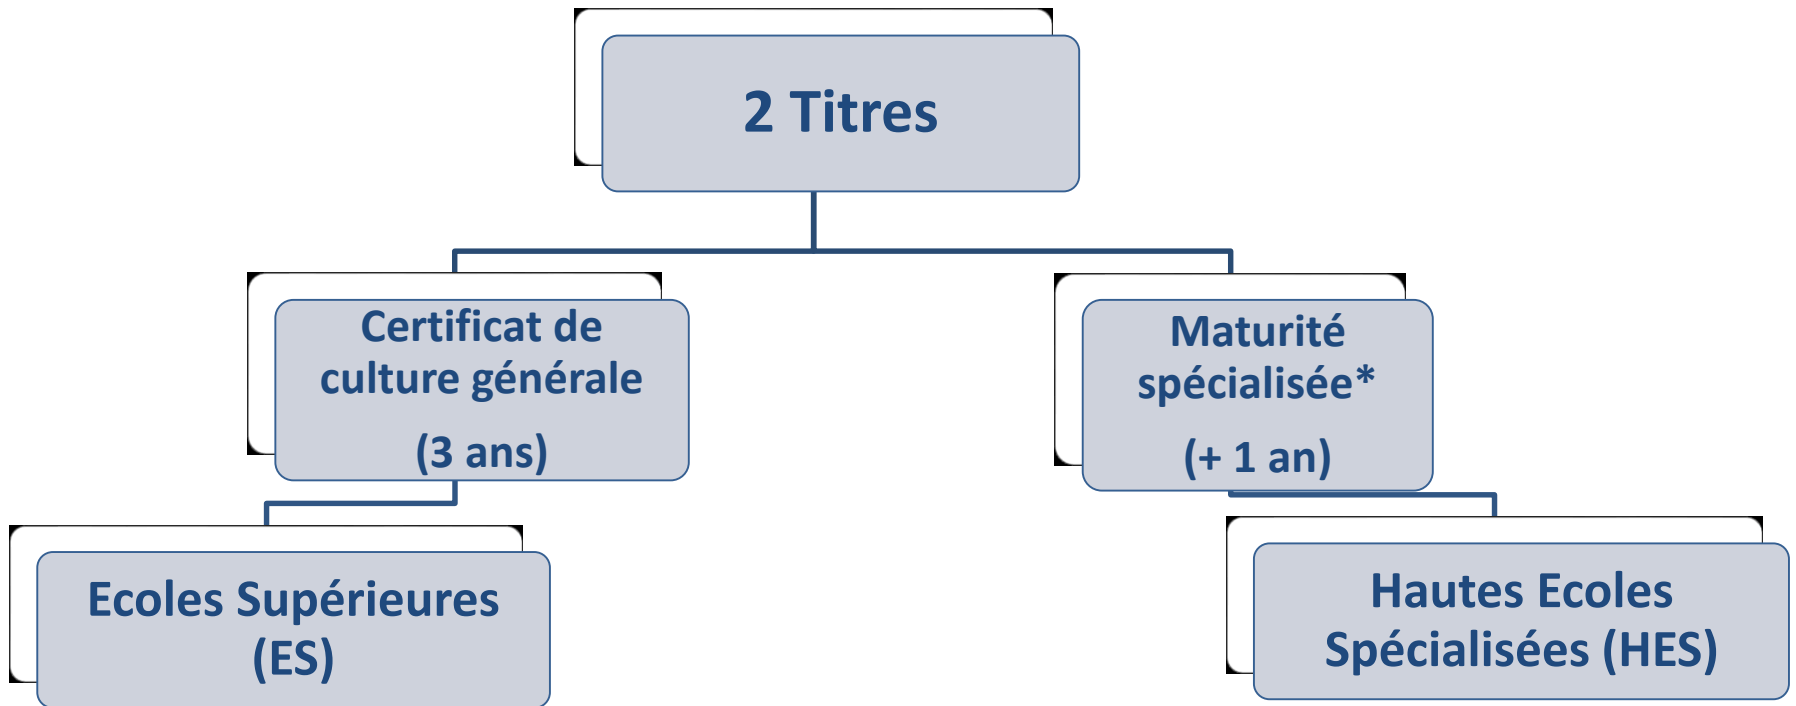 2 Titres
Certificat de
culture générale
(3 ans)
Maturité
spécialisée*
(+ 1 an)
Ecoles Supérieures
(ES)
Hautes Ecoles
Spécialisées (HES)